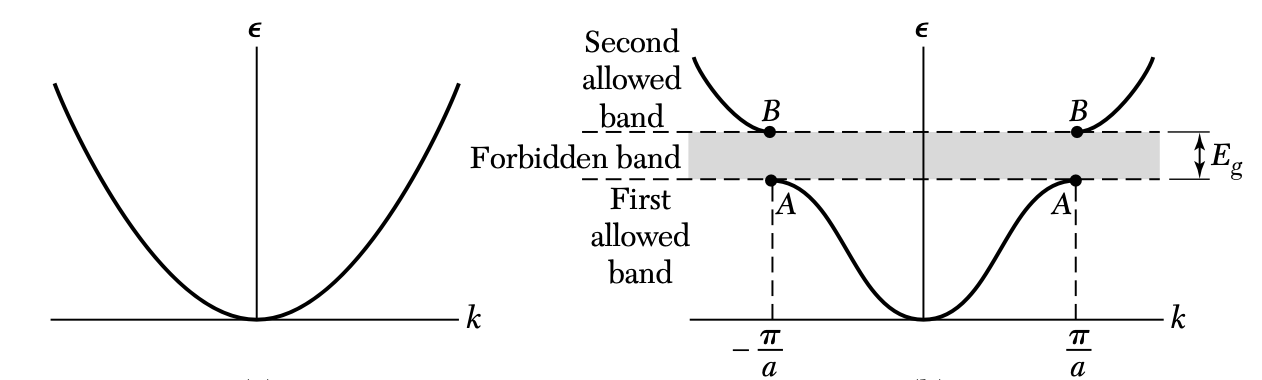 ϵ
k
ϵ
Second
allowed
band
B
B
Forbidden band
E_g
First
allowed
band
A
A
k
−π/a
π/a